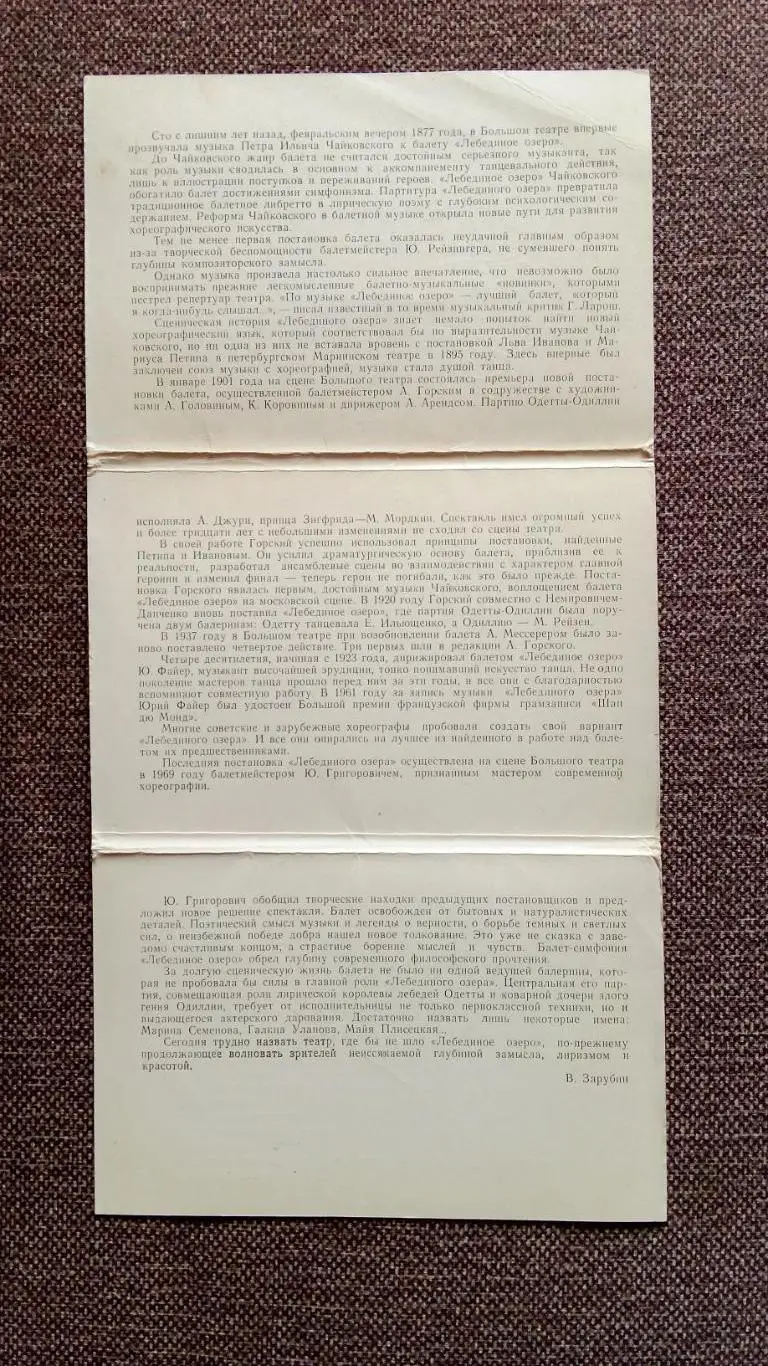 Сто с лишним лет назад, февральским вечером 1877 года, в Большом театре впервые
прозвучала музыка Петра Ильича Чайковского к балету «Лебединое озеро».
До Чайковского жанр балета не считался достойным серьезного музыканта, так
как роль музыки сводилась в основном к аккомпанементу танцевального действия,
лишь к иллюстрации поступков и переживаний героев. «Лебединое озеро» Чайковского
обогатило балет достижениями симфонизма. Партитура «Лебединого озера» превратила
традиционное балетное либретто в лирическую поэму с глубоким психологическим со-
держанием. Реформа Чайковского в балетной музыке открыла новые пути для развития
хореографического искусства.
Тем не менее первая постановка балета оказалась неудачной главным образом
из-за творческой беспомощности балетмейстера Ю. Рейзингера, не сумевшего понять
глубины композиторского замысла.
Однако музыка произвела настолько сильное впечатление, что невозможно было
воспринимать прежние легкомысленные балетно-музыкальные «новинки», которыми
пестрел репертуар театра. «По музыке «Лебединое озеро» — лучший балет, который
я когда-нибудь слышал...», — писал известный в то время музыкальный критик Г. Ларош.
Сценическая история «Лебединого озера» знает немало попыток найти новый
хореографический язык, который соответствовал бы по выразительности музыке Чай-
ковского, но ни одна из них не вставала вровень с постановкой Льва Иванова и Ма-
риуса Петипа в петербургском Мариинском театре в 1895 году. Здесь впервые был
заключен союз музыки с хореографией, музыка стала душой танца.
В январе 1901 года на сцене Большого театра состоялась премьера новой поста-
новки балета, осуществленной балетмейстером А. Горским в содружестве с художни-
ками А. Головиным, К. Коровиным и дирижером А. Арендсом. Партию Одетты-Одиллии
исполняла А. Джури, принца Зигфрида—М. Мордкин. Спектакль имел огромный успех
и более тридцати лет с небольшими изменениями не сходил со сцены театра.
В своей работе Горский успешно использовал принципы постановки, найденные
Петипа и Ивановым. Он усилил драматургическую основу балета, приблизив ее к
реальности, разработал ансамблевые сцены во взаимодействии с характером главной
героини и изменил финал — теперь герои не погибали, как это было прежде. Поста-
новка Горского явилась первым, достойным музыки Чайковского, воплощением балета
«Лебединое озеро» на московской сцене. В 1920 году Горский совместно с Немировичем-
Данченко вновь поставил «Лебединое озеро», где партия Одетты-Одиллии была пору-
чена двум балеринам: Одетту танцевала Е. Ильющенко, а Одиллию — М. Рейзен.
В 1937 году в Большом театре при возобновлении балета А. Мессерером было за-
ново поставлено четвертое действие. Три первых шли в редакции А. Горского.
Четыре десятилетия, начиная с 1923 года, дирижировал балетом «Лебединое озеро»
Ю. Файер, музыкант высочайшей эрудиции, тонко понимавший искусство танца. Не одно
поколение мастеров танца прошло перед ним за эти годы, и все они с благодарностью
вспоминают совместную работу. В 1961 году за запись музыки «Лебединого озера»
Юрий Файер был удостоен Большой премии французской фирмы грамзаписи «Шан
дю Монд».
Многие советские и зарубежные хореографы пробовали создать свой вариант
«Лебединого озера». И все они опирались на лучшее из найденного в работе над бале-
том их предшественниками.
Последняя постановка «Лебединого озера» осуществлена на сцене Большого театра
в 1969 году балетмейстером Ю. Григоровичем, признанным мастером современной
хореографии.
Ю. Григорович обобщил творческие находки предыдущих постановщиков и пред-
ложил новое решение спектакля. Балет освобожден от бытовых и натуралистических
деталей. Поэтический смысл музыки и легенды о верности, о борьбе темных и светлых
сил, о неизбежной победе добра нашел новое толкование. Это уже не сказка с заве-
домо счастливым концом, а страстное борение мыслей и чувств. Балет-симфония
«Лебединое озеро» обрел глубину современного философского прочтения.
За долгую сценическую жизнь балета не было ни одной ведущей балерины, кото-
рая не пробовала бы силы в главной роли «Лебединого озера». Центральная его пар-
тия, совмещающая роли лирической королевы лебедей Одетты и коварной дочери злого
гения Одиллии, требует от исполнительницы не только первоклассной техники, но и
выдающегося актерского дарования. Достаточно назвать лишь некоторые имена:
Марина Семенова, Галина Уланова, Майя Плисецкая...
Сегодня трудно назвать театр, где бы не шло «Лебединое озеро», по-прежнему
продолжающее волновать зрителей неиссякаемой глубиной замысла, лиризмом и
красотой.
В. Зарубин